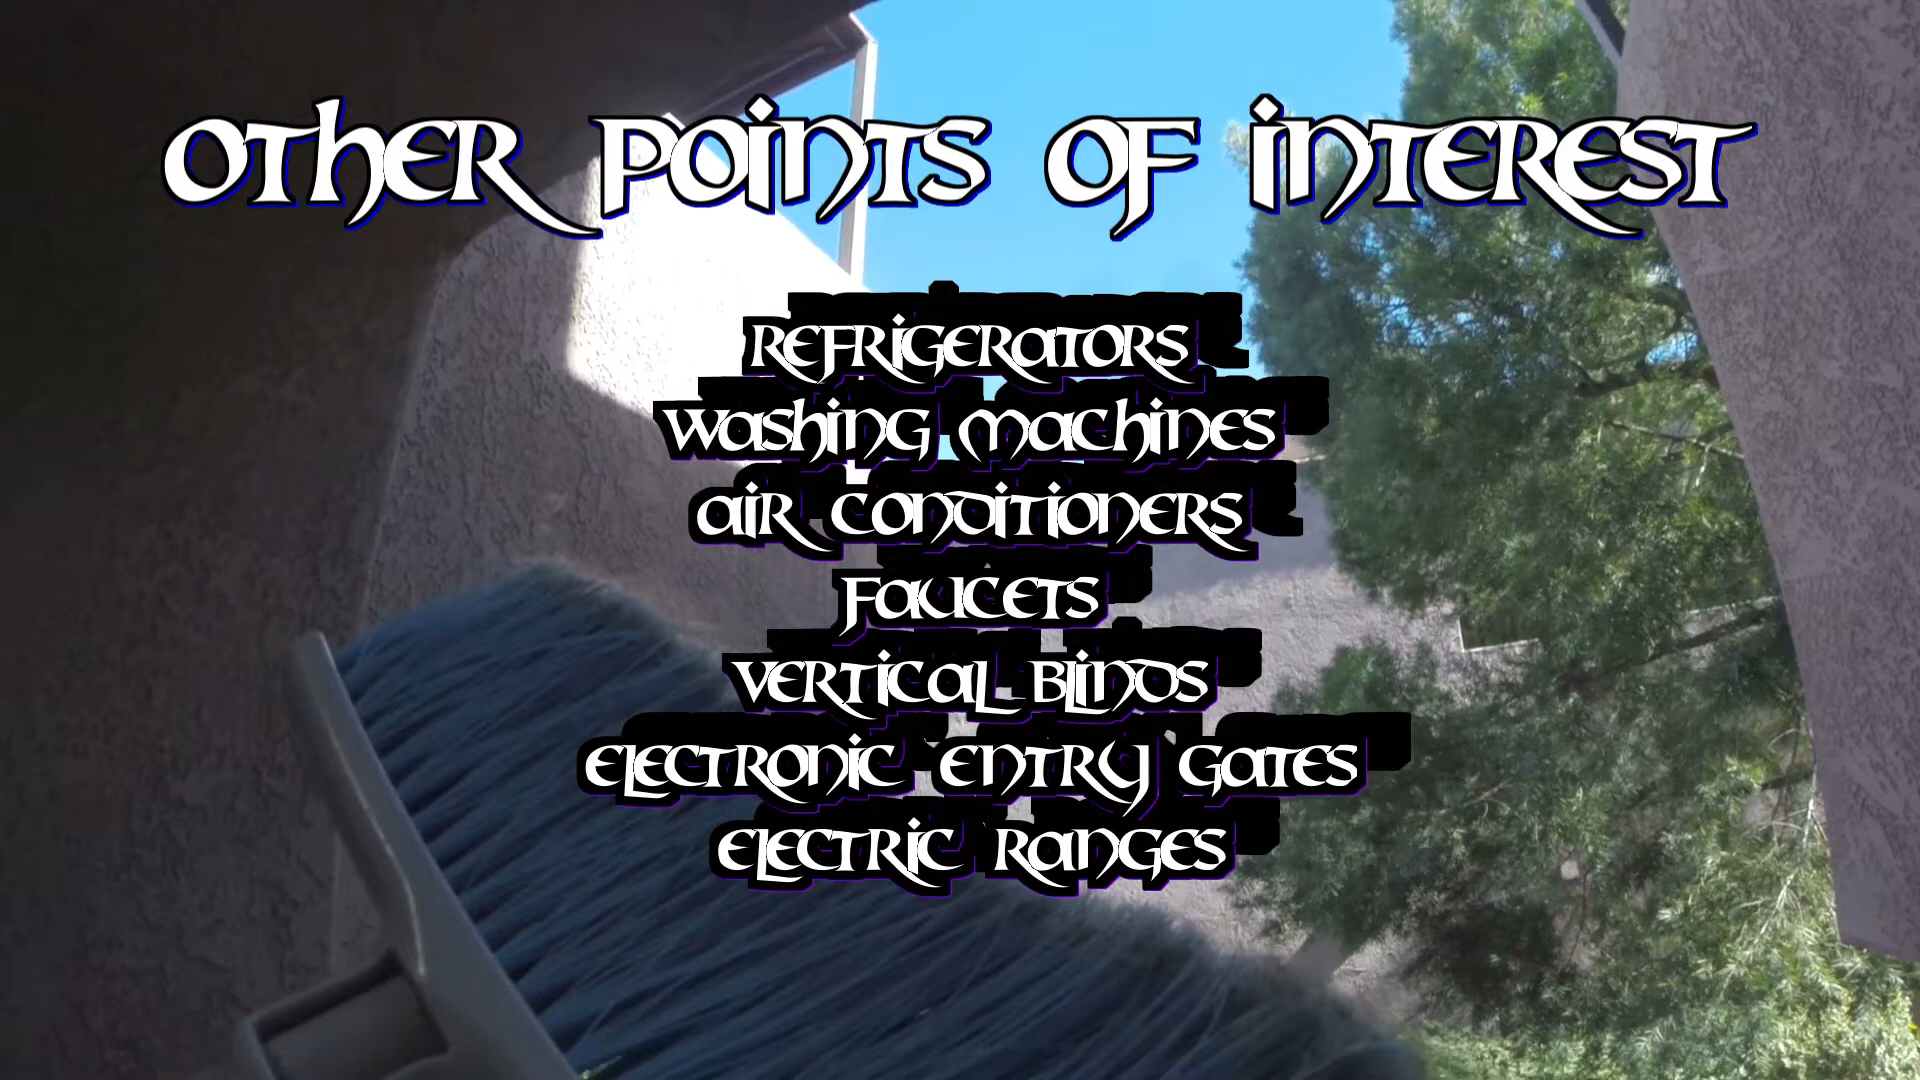 Other Points of Interest
Refrigerators
Washing Machines
Air Conditioners
Faucets
Vertical Blinds
Electronic Entry Gates
Electric Ranges